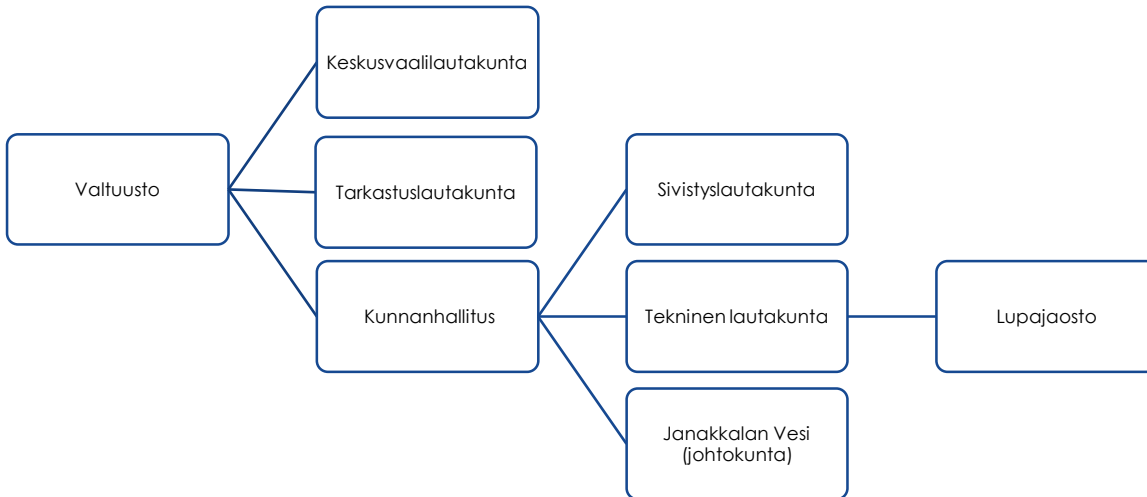 Keskusvaalilautakunta
Valtuusto
Tarkastuslautakunta
Sivistyslautakunta
Kunnanhallitus
Tekninen lautakunta
Lupajaosto
Janakkalan Vesi
(johtokunta)